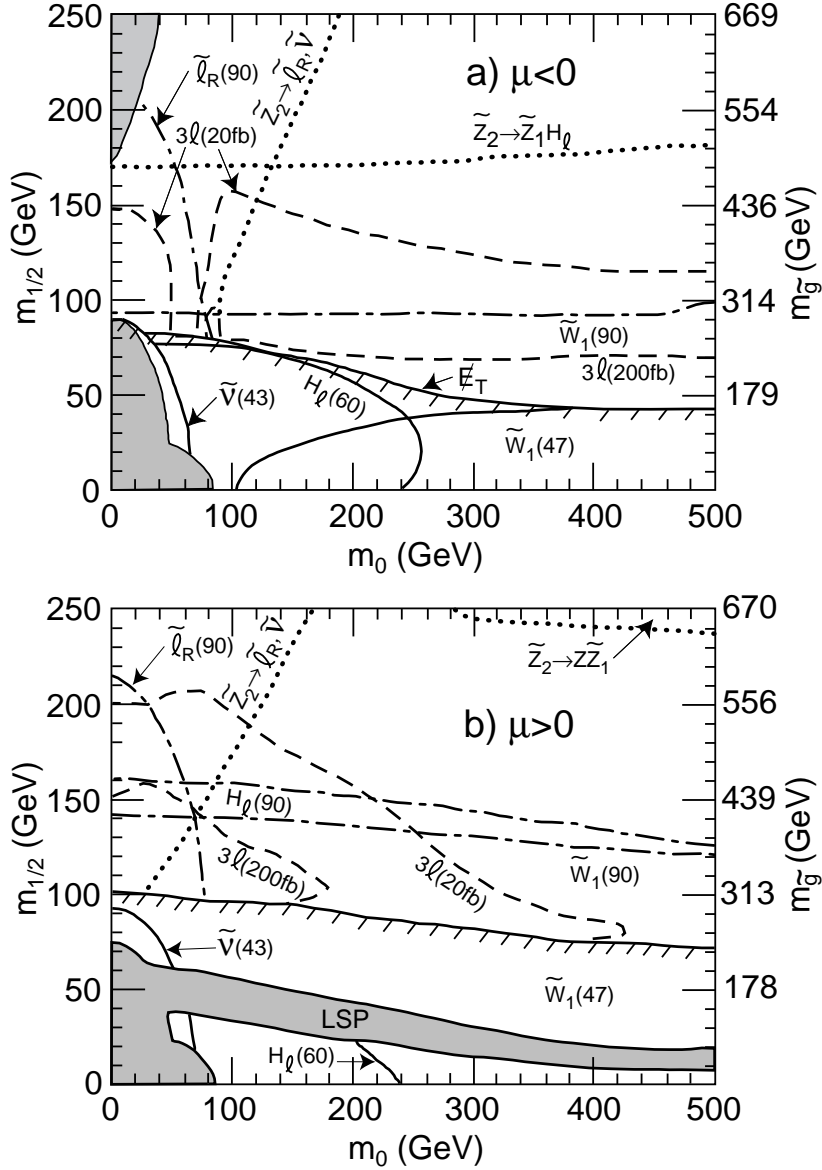 250
669
a) μ<0
ℓ̃R(90)
Z̃2→ℓ̃R,ν̃
200
554
3ℓ(20fb)
Z̃2→Z̃1Hℓ
150
436
m1/2 (GeV)
mg̃ (GeV)
100
314
W̃1(90)
E̸T
3ℓ(200fb)
Hℓ(60)
50
179
ν̃(43)
W̃1(47)
0
0 100 200 300 400 500
m0 (GeV)
250
670
ℓ̃R(90)
Z̃2→ℓ̃R,ν̃
Z̃2→ZZ̃1
b) μ>0
200
556
Hℓ(90)
150
439
m1/2 (GeV)
mg̃ (GeV)
3ℓ(200fb)
3ℓ(20fb)
W̃1(90)
100
313
ν̃(43)
W̃1(47)
50
178
LSP
Hℓ(60)
0
0 100 200 300 400 500
m0 (GeV)